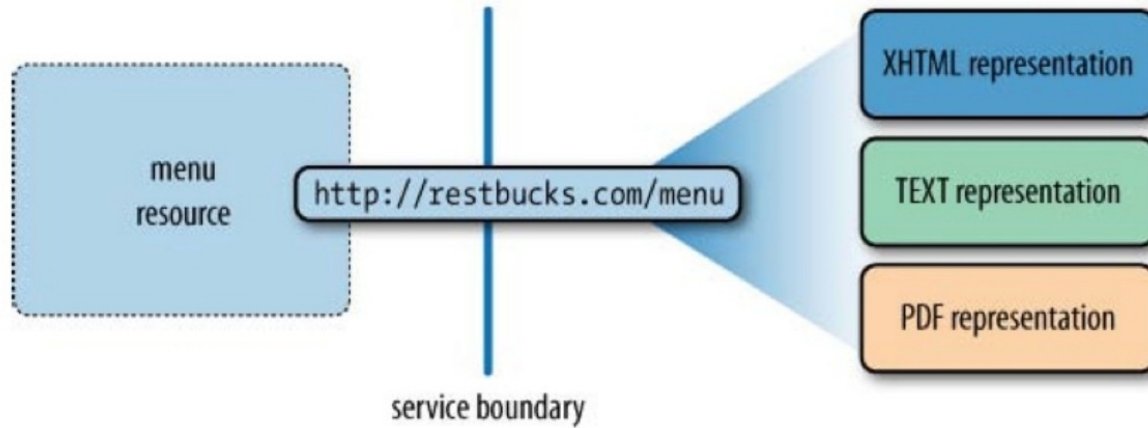 menu
resource
http://restbucks.com/menu
service boundary
XHTML representation
TEXT representation
PDF representation